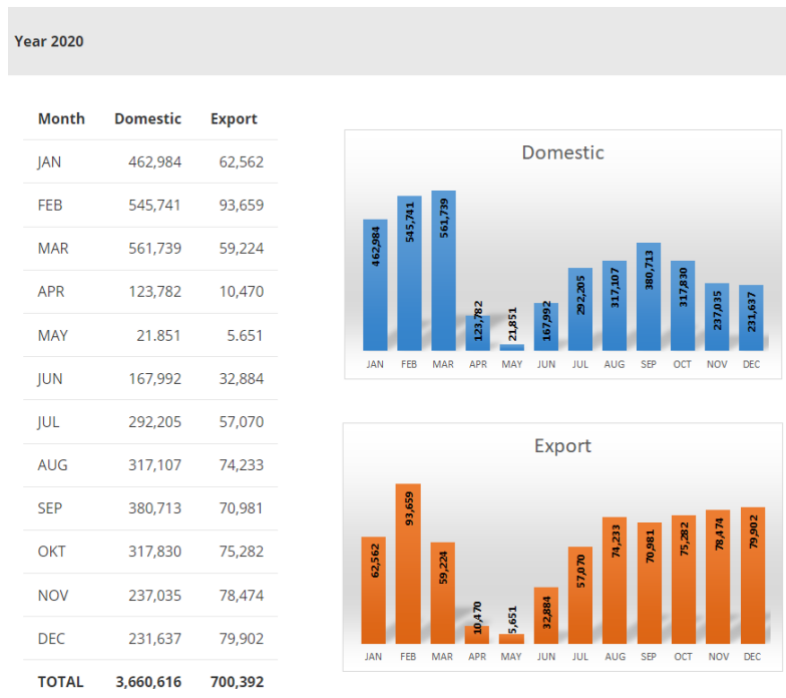 Year 2020
Month Domestic Export
JAN 462,984 62,562
FEB 545,741 93,659
MAR 561,739 59,224
APR 123,782 10,470
MAY 21.851 5.651
JUN 167,992 32,884
JUL 292,205 57,070
AUG 317,107 74,233
SEP 380,713 70,981
OKT 317,830 75,282
NOV 237,035 78,474
DEC 231,637 79,902
TOTAL 3,660,616 700,392
Domestic
462,984 545,741 561,739 123,782 21,851 167,992 292,205 317,107 380,713 317,830 237,035 231,637
JAN FEB MAR APR MAY JUN JUL AUG SEP OCT NOV DEC
Export
62,562 93,659 59,224 10,470 5,651 32,884 57,070 74,233 70,981 75,282 78,474 79,902
JAN FEB MAR APR MAY JUN JUL AUG SEP OCT NOV DEC